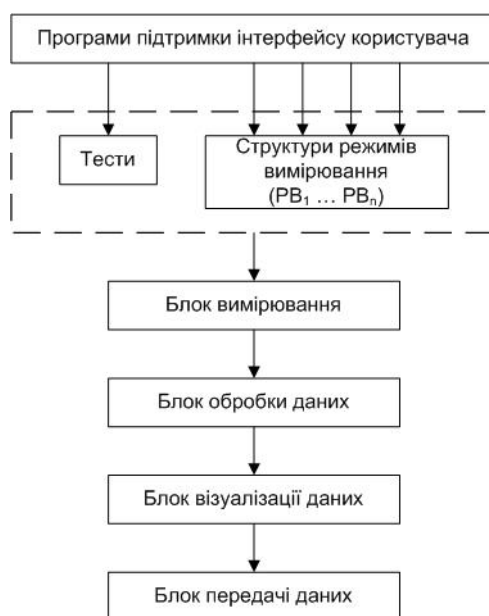 Програми підтримки інтерфейсу користувача
Тести
Структури режимів
вимірювання
(РВ₁ … РВₙ)
Блок вимірювання
Блок обробки даних
Блок візуалізації даних
Блок передачі даних